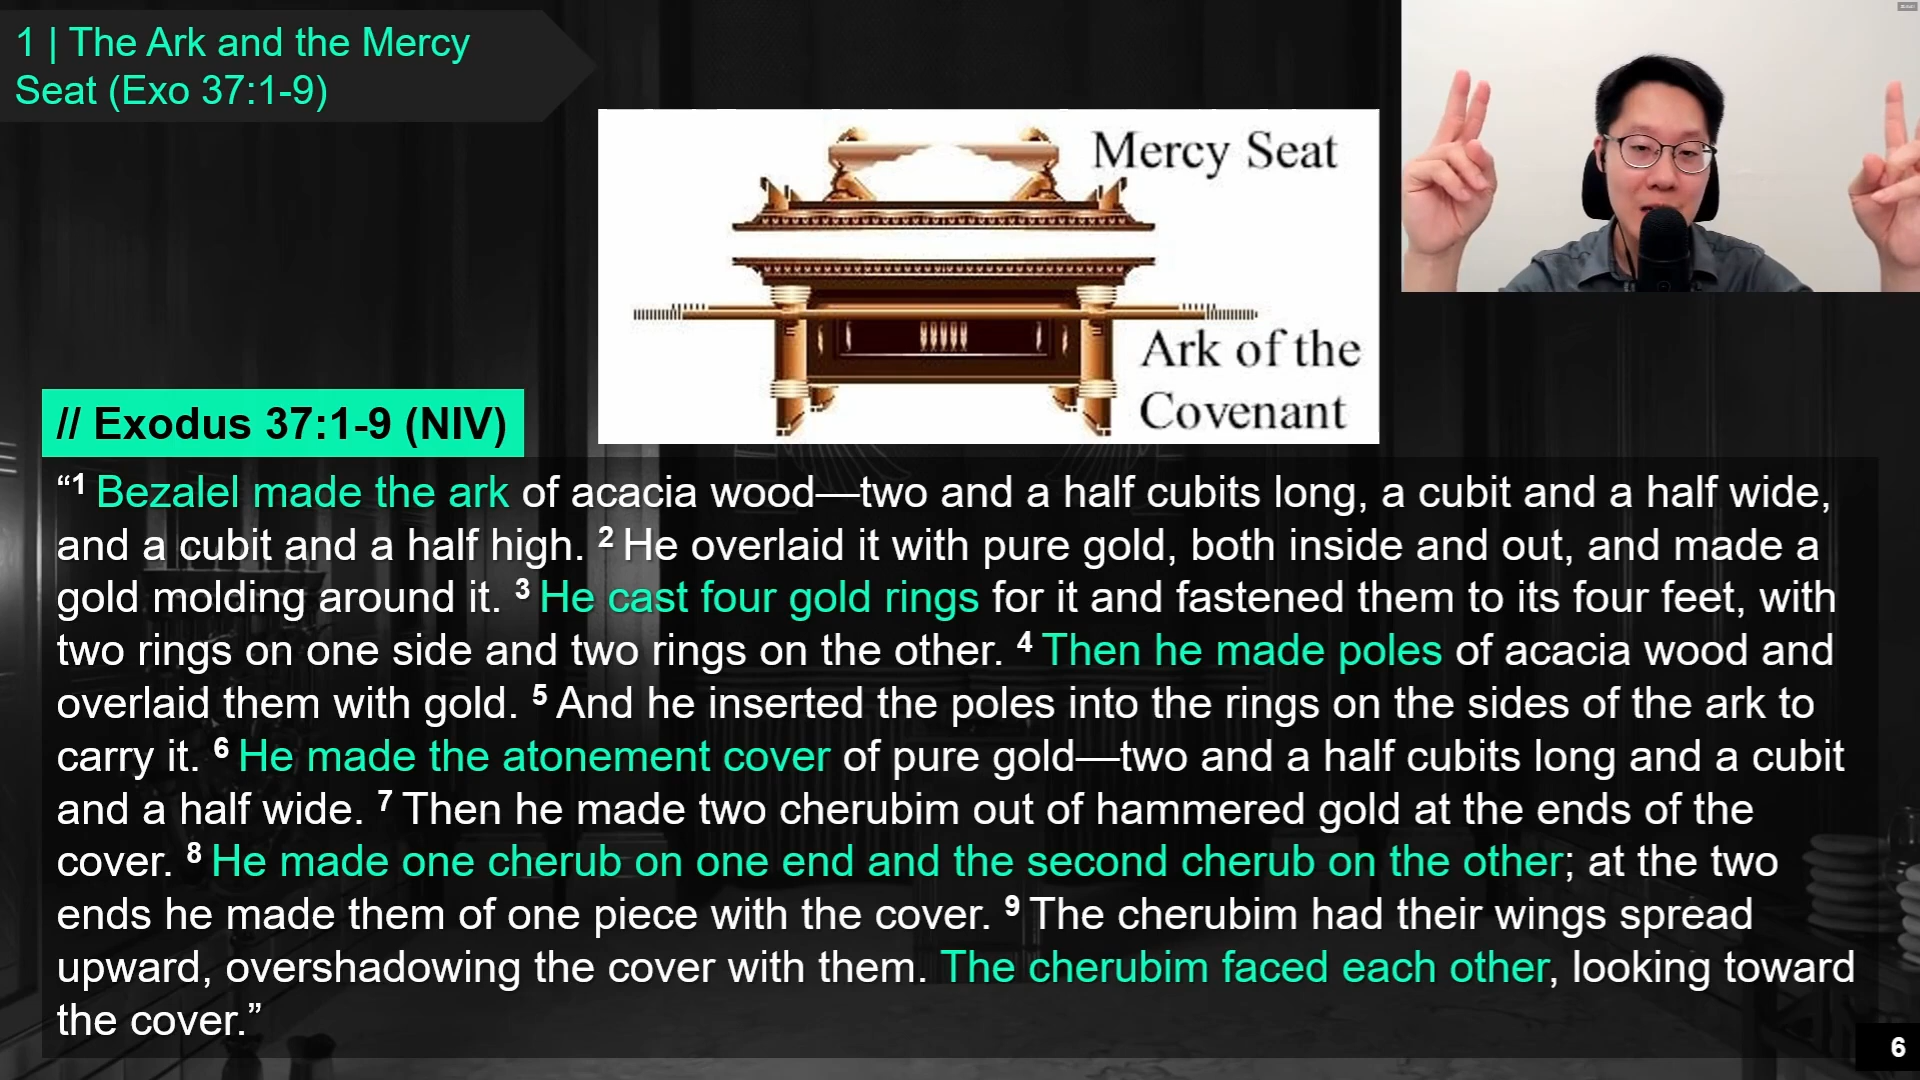 1 | The Ark and the Mercy
Seat (Exo 37:1-9)
Mercy Seat
Ark of the
Covenant
// Exodus 37:1-9 (NIV)
“1 Bezalel made the ark of acacia wood—two and a half cubits long, a cubit and a half wide,
and a cubit and a half high. 2 He overlaid it with pure gold, both inside and out, and made a
gold molding around it. 3 He cast four gold rings for it and fastened them to its four feet, with
two rings on one side and two rings on the other. 4 Then he made poles of acacia wood and
overlaid them with gold. 5 And he inserted the poles into the rings on the sides of the ark to
carry it. 6 He made the atonement cover of pure gold—two and a half cubits long and a cubit
and a half wide. 7 Then he made two cherubim out of hammered gold at the ends of the
cover. 8 He made one cherub on one end and the second cherub on the other; at the two
ends he made them of one piece with the cover. 9 The cherubim had their wings spread
upward, overshadowing the cover with them. The cherubim faced each other, looking toward
the cover.”
6